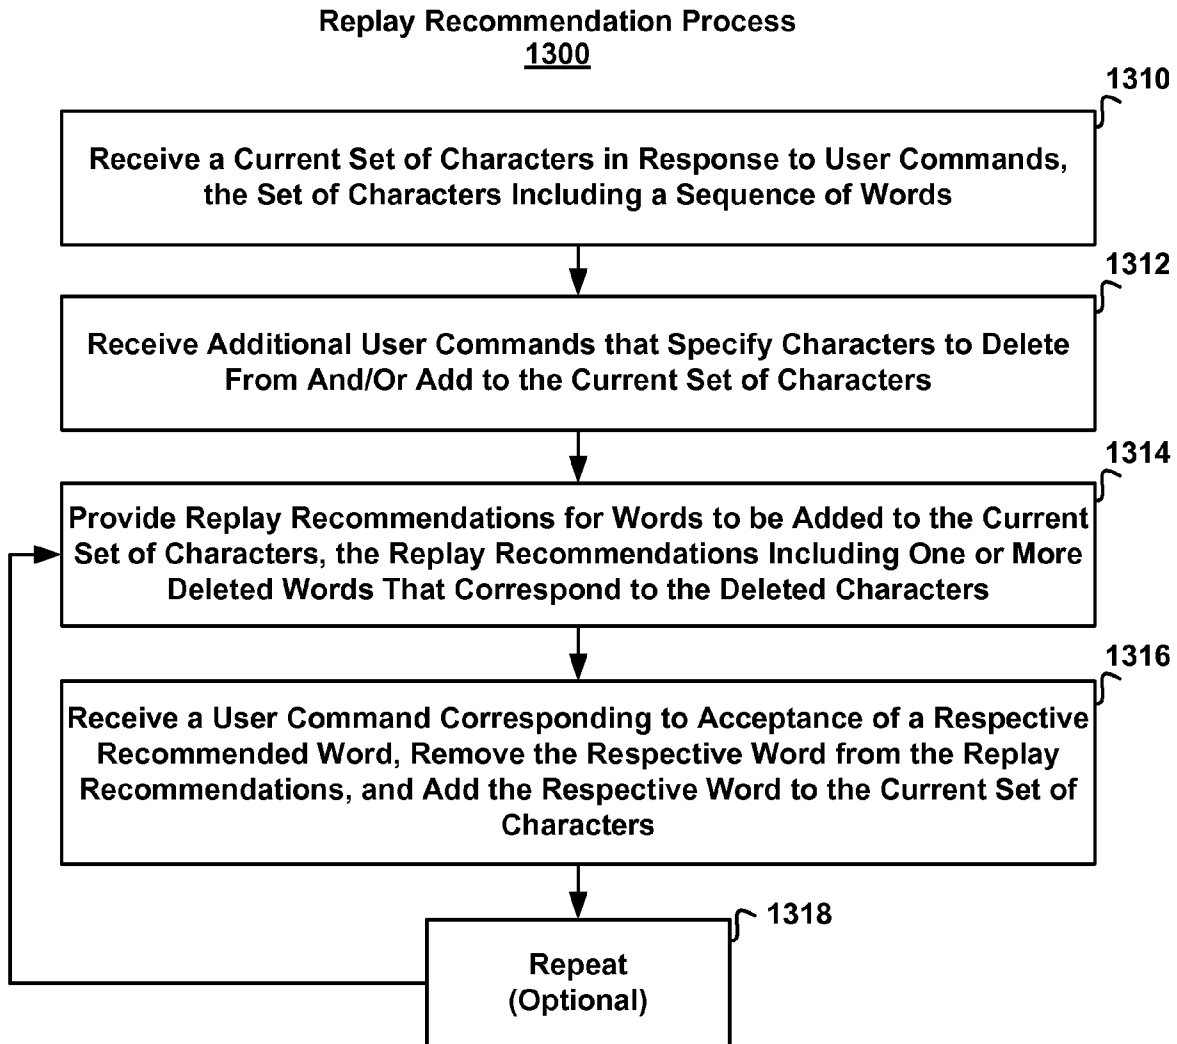 Replay Recommendation Process
1300
1310
Receive a Current Set of Characters in Response to User Commands,
the Set of Characters Including a Sequence of Words
1312
Receive Additional User Commands that Specify Characters to Delete
From And/Or Add to the Current Set of Characters
1314
Provide Replay Recommendations for Words to be Added to the Current
Set of Characters, the Replay Recommendations Including One or More
Deleted Words That Correspond to the Deleted Characters
1316
Receive a User Command Corresponding to Acceptance of a Respective
Recommended Word, Remove the Respective Word from the Replay
Recommendations, and Add the Respective Word to the Current Set of
Characters
1318
Repeat
(Optional)